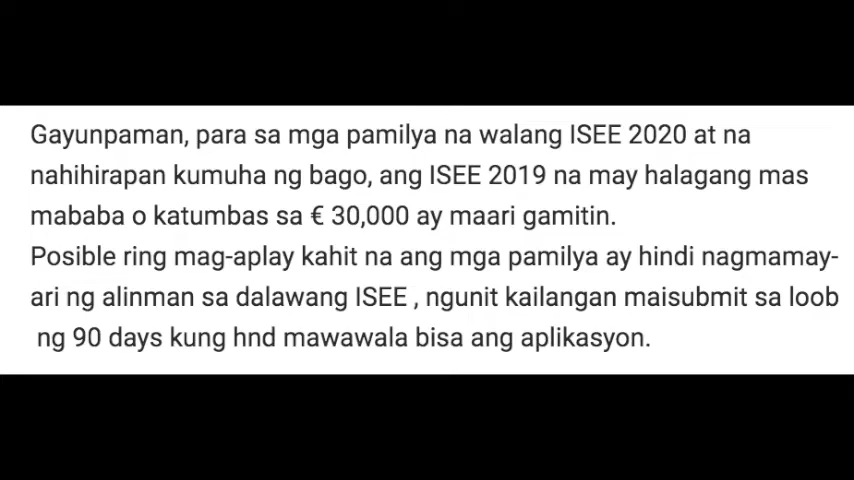 Gayunpaman, para sa mga pamilya na walang ISEE 2020 at na
nahihirapan kumuha ng bago, ang ISEE 2019 na may halagang mas
mababa o katumbas sa € 30,000 ay maari gamitin.
Posible ring mag-aplay kahit na ang mga pamilya ay hindi nagmamay-
ari ng alinman sa dalawang ISEE , ngunit kailangan maisubmit sa loob
ng 90 days kung hnd mawawala bisa ang aplikasyon.